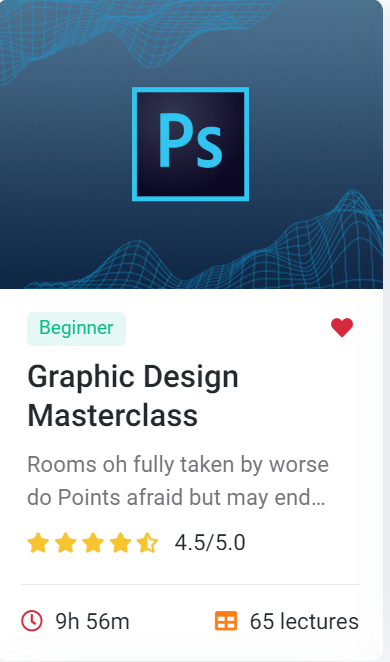 Ps
Beginner
Graphic Design
Masterclass
Rooms oh fully taken by worse
do Points afraid but may end...
4.5/5.0
9h 56m
65 lectures